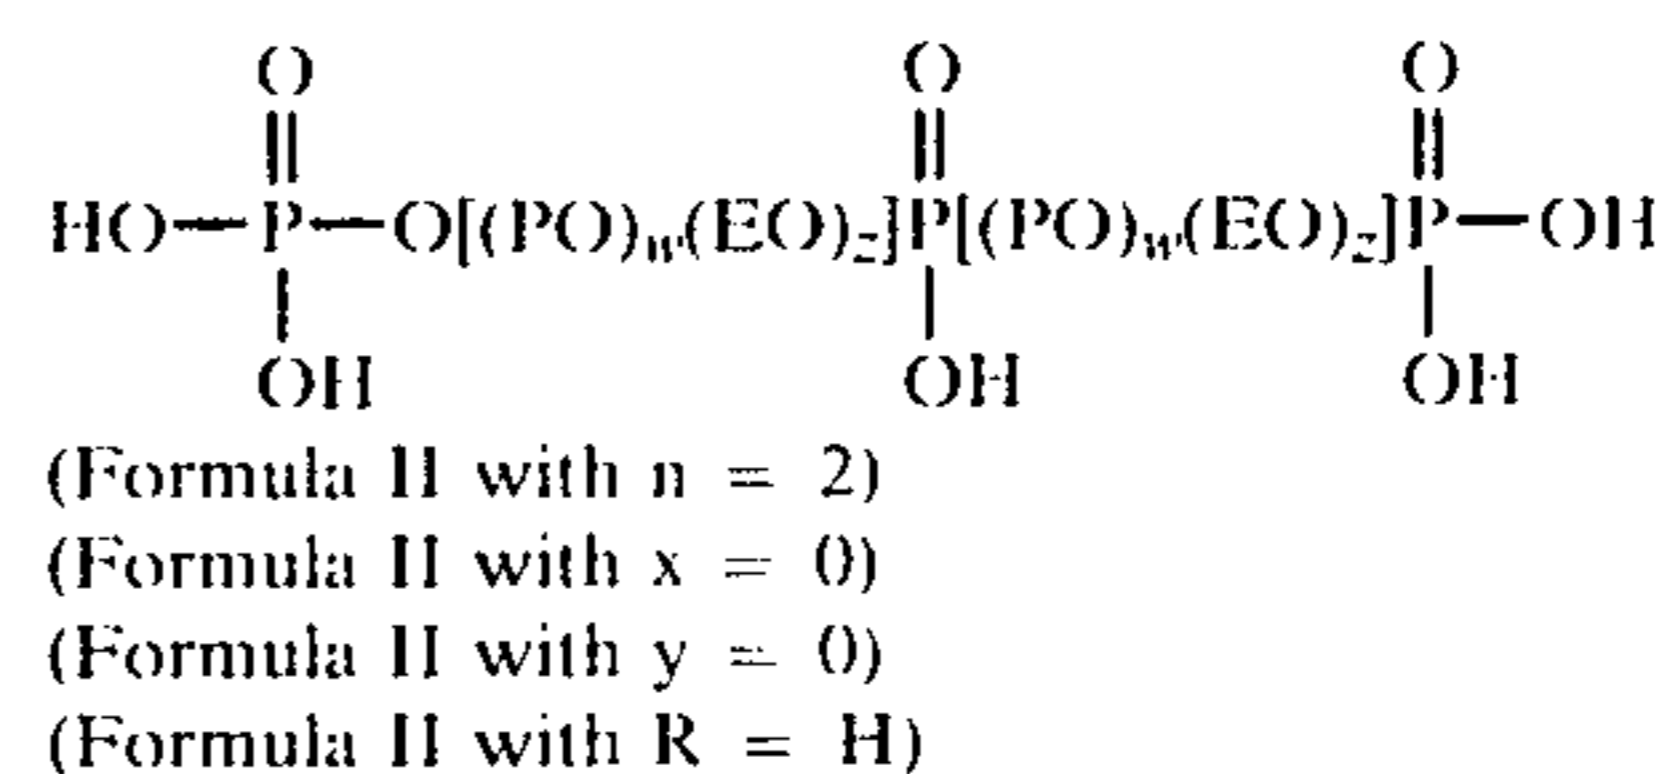 O O O
HO—P—O[(PO)w(EO)z]P[(PO)w(EO)z]P—OH
OH OH OH
(Formula II with n = 2)
(Formula II with x = 0)
(Formula II with y = 0)
(Formula II with R = H)